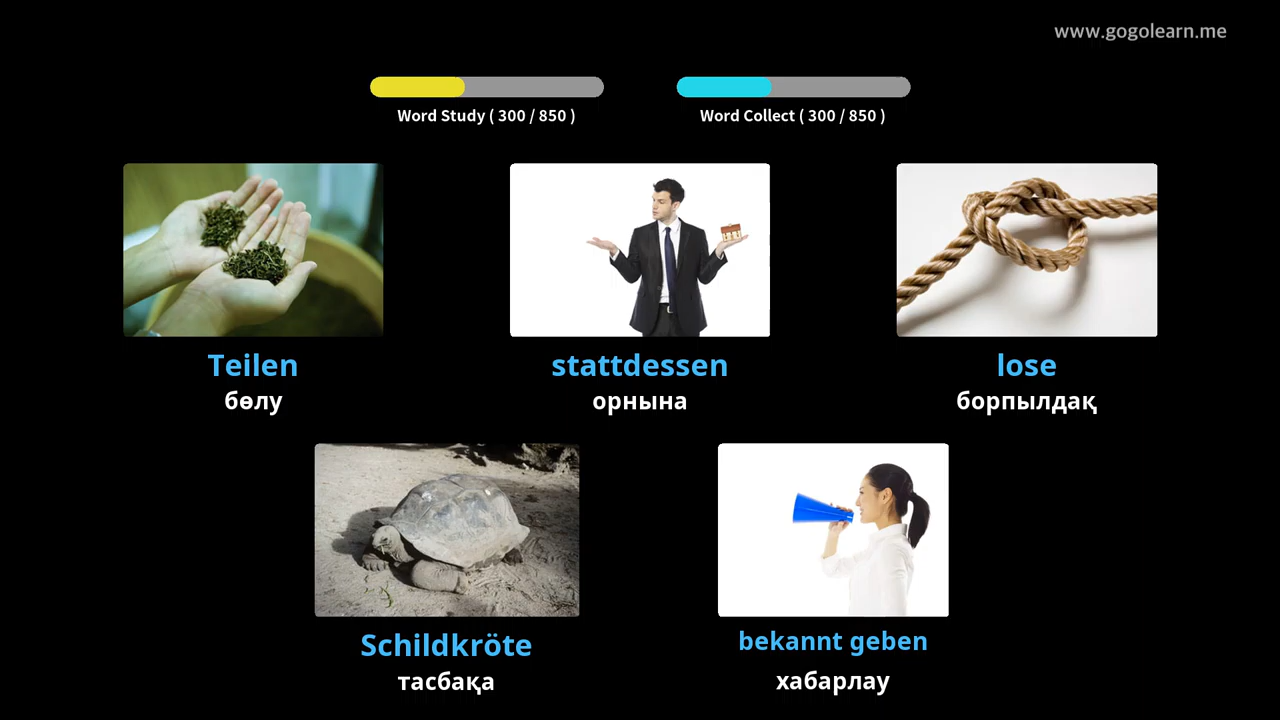 www.gogolearn.me
Word Study ( 300 / 850 )
Word Collect ( 300 / 850 )
Teilen
бөлу
stattdessen
орнына
lose
борпылдақ
Schildkröte
тасбақа
bekannt geben
хабарлау